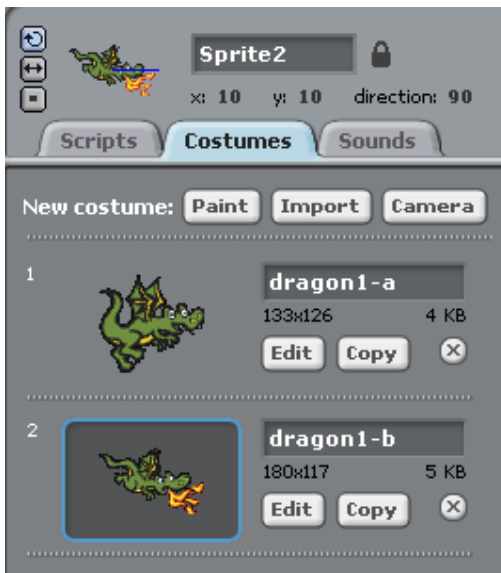 Sprite2
x: 10 y: 10 direction: 90
Scripts Costumes Sounds
New costume: Paint Import Camera
1
dragon1-a
133x126 4 KB
Edit Copy
2
dragon1-b
180x117 5 KB
Edit Copy